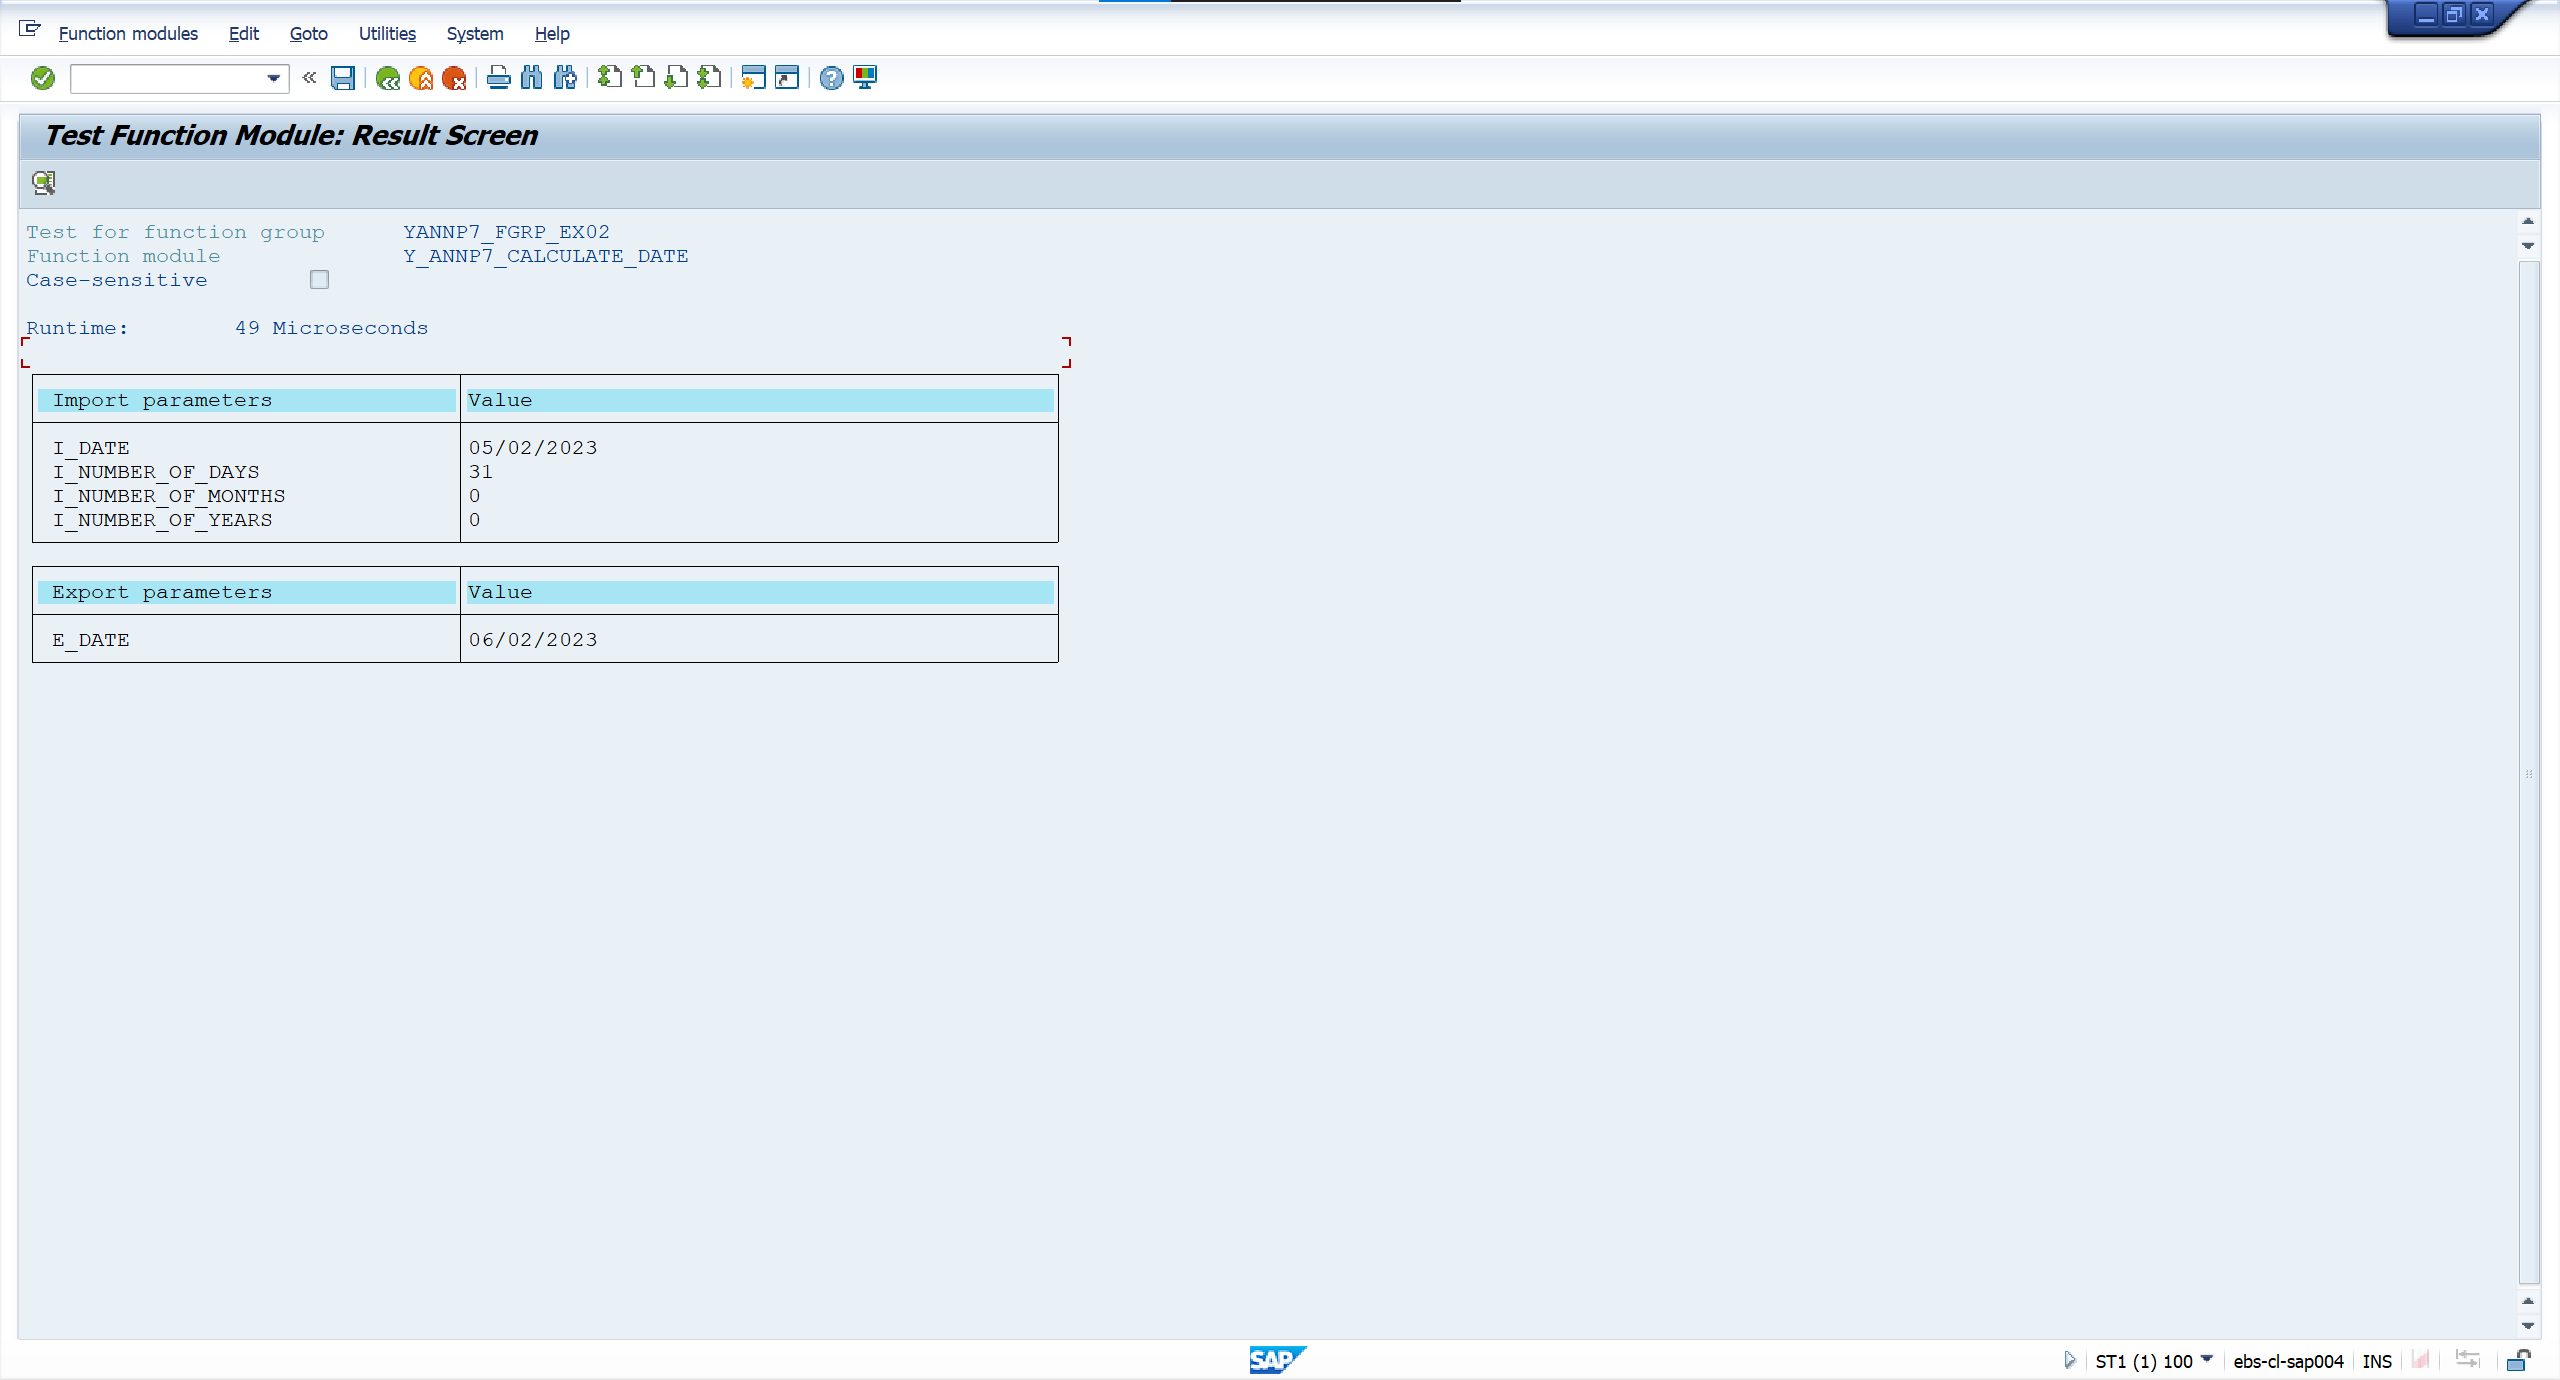 Function modules Edit Goto Utilities System Help
Test Function Module: Result Screen
Test for function group YANNP7_FGRP_EX02
Function module Y_ANNP7_CALCULATE_DATE
Case-sensitive
Runtime: 49 Microseconds
Import parameters Value
I_DATE 05/02/2023
I_NUMBER_OF_DAYS 31
I_NUMBER_OF_MONTHS 0
I_NUMBER_OF_YEARS 0
Export parameters Value
E_DATE 06/02/2023
SAP ST1 (1) 100 ebs-cl-sap004 INS